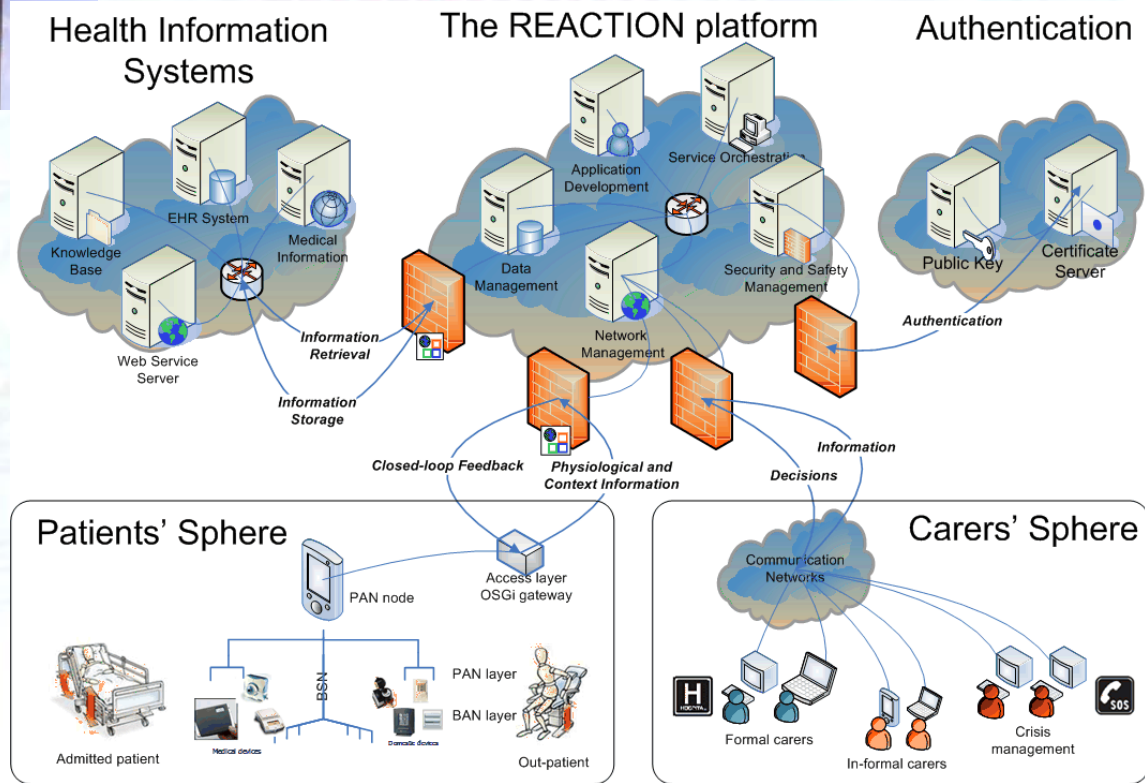 Health Information
Systems
The REACTION platform
Authentication
Knowledge
Base
EHR System
Medical
Information
Web Service
Server
Application
Development
Service Orchestration
Data
Management
Network
Management
Security and Safety
Management
Public Key
Certificate
Server
Information
Retrieval
Information
Storage
Authentication
Closed-loop Feedback
Physiological and
Context Information
Information
Decisions
Patients' Sphere
PAN node
Access layer
OSGi gateway
BSN
PAN layer
BAN layer
Medical devices
Domestic devices
Admitted patient
Out-patient
Carers' Sphere
Communication
Networks
H
HOSPITAL
Formal carers
In-formal carers
Crisis
management
SOS